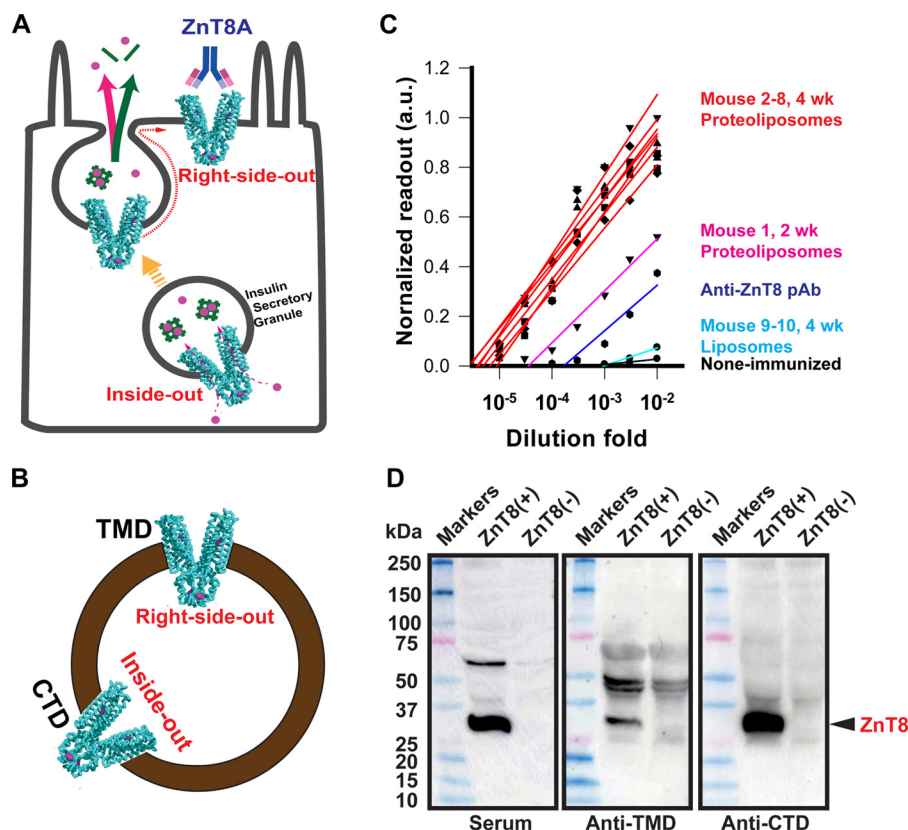 A
ZnT8A
Right-side-out
Insulin
Secretory
Granule
Inside-out
B
TMD
Right-side-out
Inside-out
CTD
C
Normalized readout (a.u.)
1.2
1.0
0.8
0.6
0.4
0.2
0.0
10-5
10-4
10-3
10-2
Dilution fold
Mouse 2-8, 4 wk
Proteoliposomes
Mouse 1, 2 wk
Proteoliposomes
Anti-ZnT8 pAb
Mouse 9-10, 4 wk
Liposomes
None-immunized
D
kDa
250
150
100
75
50
37
25
20
15
10
Markers
ZnT8(+)
ZnT8(-)
Markers
ZnT8(+)
ZnT8(-)
Markers
ZnT8(+)
ZnT8(-)
ZnT8
Serum
Anti-TMD
Anti-CTD